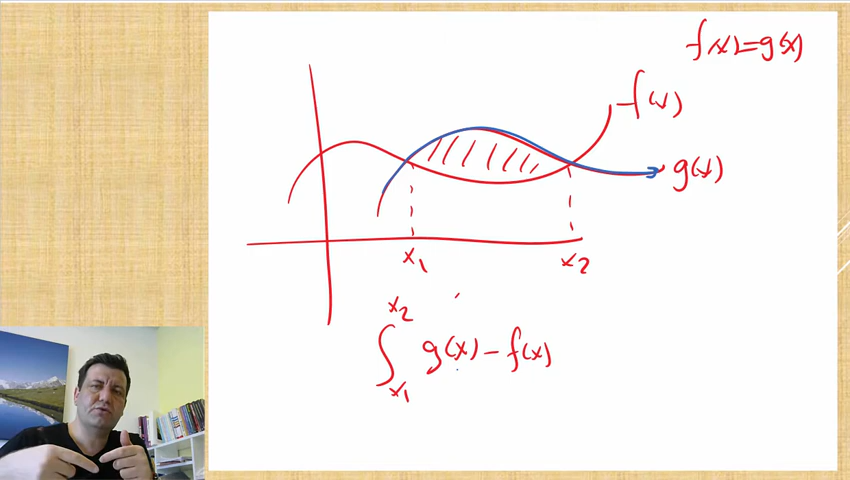 f(x)=g(x)
f(x)
g(x)
x₁
x₂
x₂
∫ g(x) – f(x)
x₁